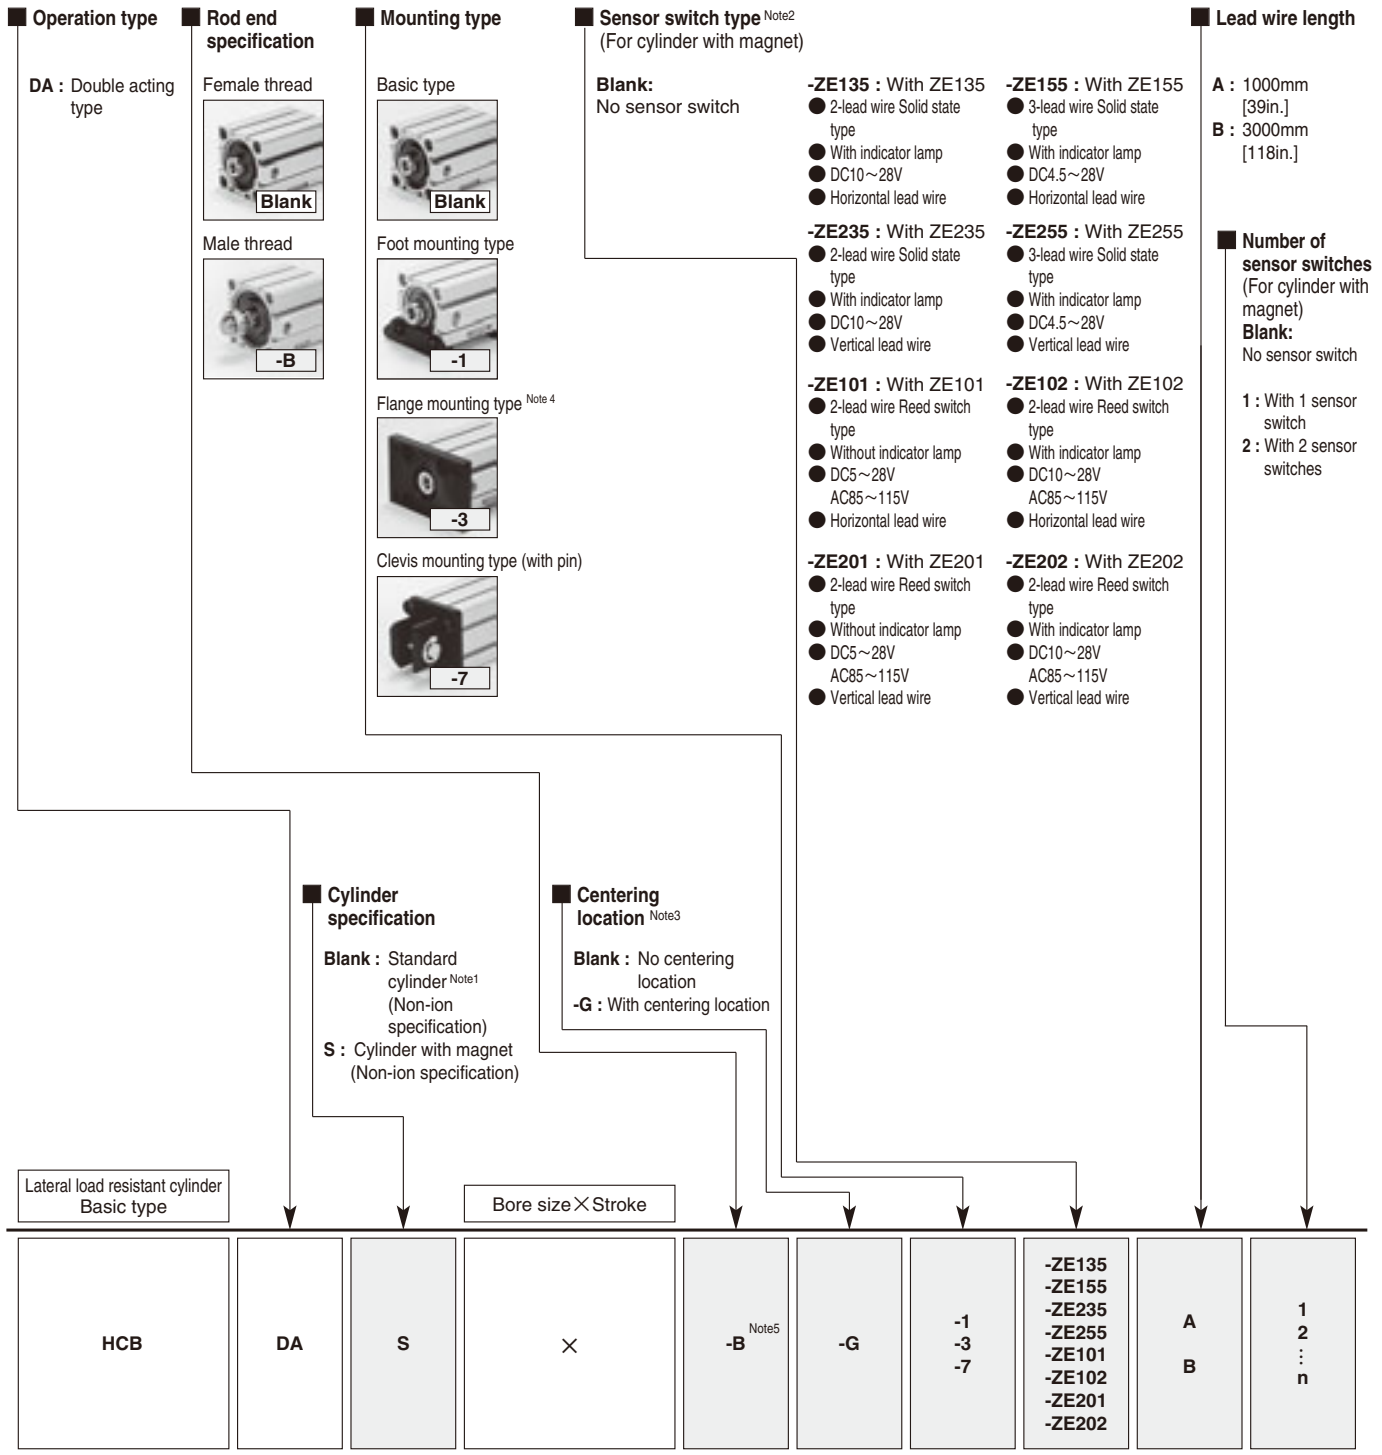 ■ Operation type
DA : Double acting
type
■ Rod end
specification
Female thread
Blank
Male thread
-B
■ Mounting type
Basic type
Blank
Foot mounting type
-1
Flange mounting type Note 4
-3
Clevis mounting type (with pin)
-7
■ Sensor switch type Note2
(For cylinder with magnet)
Blank:
No sensor switch
-ZE135 : With ZE135
● 2-lead wire Solid state
type
● With indicator lamp
● DC10～28V
● Horizontal lead wire
-ZE155 : With ZE155
● 3-lead wire Solid state
type
● With indicator lamp
● DC4.5～28V
● Horizontal lead wire
-ZE235 : With ZE235
● 2-lead wire Solid state
type
● With indicator lamp
● DC10～28V
● Vertical lead wire
-ZE255 : With ZE255
● 3-lead wire Solid state
type
● With indicator lamp
● DC4.5～28V
● Vertical lead wire
-ZE101 : With ZE101
● 2-lead wire Reed switch
type
● Without indicator lamp
● DC5～28V
AC85～115V
● Horizontal lead wire
-ZE102 : With ZE102
● 2-lead wire Reed switch
type
● With indicator lamp
● DC10～28V
AC85～115V
● Horizontal lead wire
-ZE201 : With ZE201
● 2-lead wire Reed switch
type
● Without indicator lamp
● DC5～28V
AC85～115V
● Vertical lead wire
-ZE202 : With ZE202
● 2-lead wire Reed switch
type
● With indicator lamp
● DC10～28V
AC85～115V
● Vertical lead wire
■ Lead wire length
A : 1000mm
[39in.]
B : 3000mm
[118in.]
■ Number of
sensor switches
(For cylinder with
magnet)
Blank:
No sensor switch
1 : With 1 sensor
switch
2 : With 2 sensor
switches
■ Cylinder
specification
Blank : Standard
cylinder Note1
(Non-ion
specification)
S : Cylinder with magnet
(Non-ion specification)
■ Centering
location Note3
Blank : No centering
location
-G : With centering location
Lateral load resistant cylinder
Basic type
Bore size×Stroke
HCB
DA
S
×
-B Note5
-G
-1
-3
-7
-ZE135
-ZE155
-ZE235
-ZE255
-ZE101
-ZE102
-ZE201
-ZE202
A
B
1
2
⋮
n